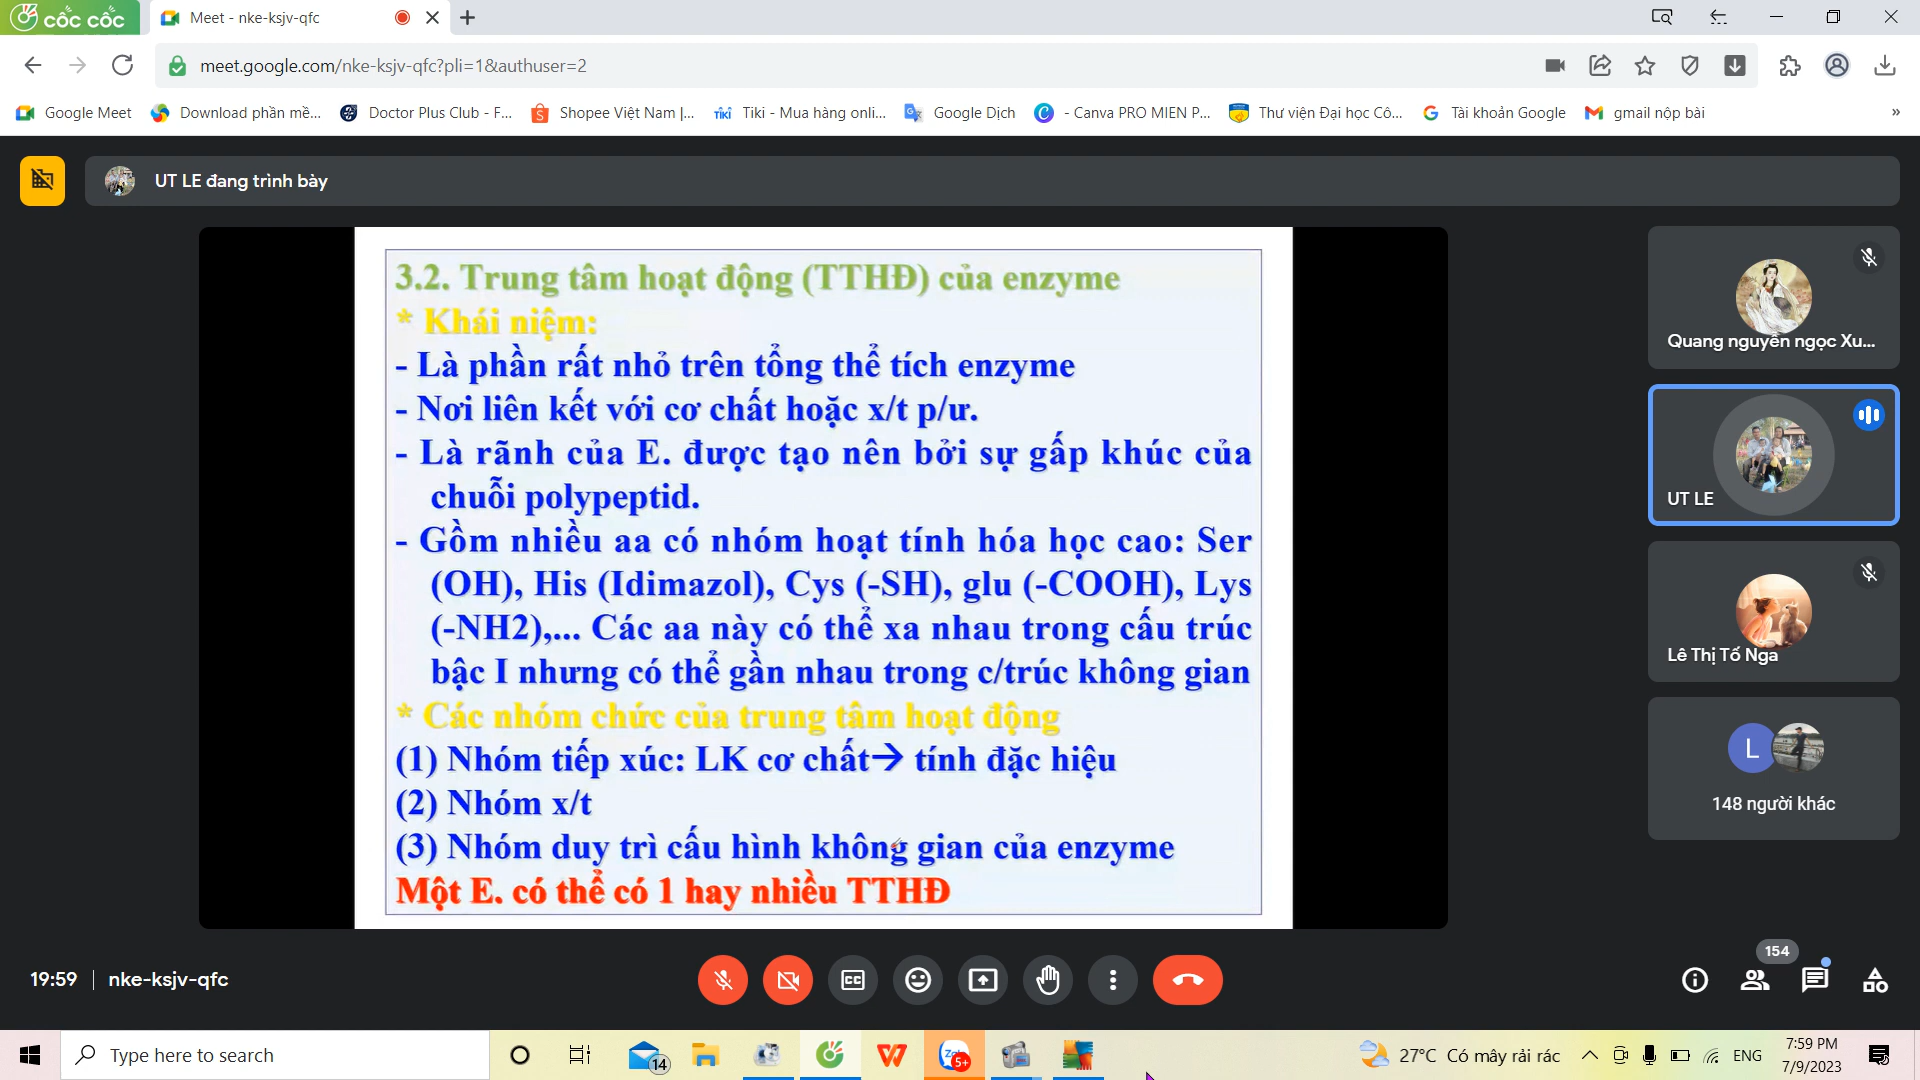 cốc cốc
Meet - nke-ksjv-qfc
meet.google.com/nke-ksjv-qfc?pli=1&authuser=2
Google Meet
Download phần mề...
Doctor Plus Club - F...
Shopee Việt Nam |...
Tiki - Mua hàng onli...
Google Dịch
- Canva PRO MIEN P...
Thư viện Đại học Cô...
Tài khoản Google
gmail nộp bài
»
UT LE đang trình bày
3.2. Trung tâm hoạt động (TTHĐ) của enzyme
* Khái niệm:
- Là phần rất nhỏ trên tổng thể tích enzyme
- Nơi liên kết với cơ chất hoặc x/t p/ư.
- Là rãnh của E. được tạo nên bởi sự gấp khúc của
chuỗi polypeptid.
- Gồm nhiều aa có nhóm hoạt tính hóa học cao: Ser
(OH), His (Idimazol), Cys (-SH), glu (-COOH), Lys
(-NH2),... Các aa này có thể xa nhau trong cấu trúc
bậc I nhưng có thể gần nhau trong c/trúc không gian
* Các nhóm chức của trung tâm hoạt động
(1) Nhóm tiếp xúc: LK cơ chất→ tính đặc hiệu
(2) Nhóm x/t
(3) Nhóm duy trì cấu hình không gian của enzyme
Một E. có thể có 1 hay nhiều TTHĐ
Quang nguyễn ngọc Xu...
UT LE
Lê Thị Tố Nga
L
148 người khác
19:59 | nke-ksjv-qfc
154
Type here to search
14
5+
27°C Có mây rải rác
ENG
7:59 PM
7/9/2023